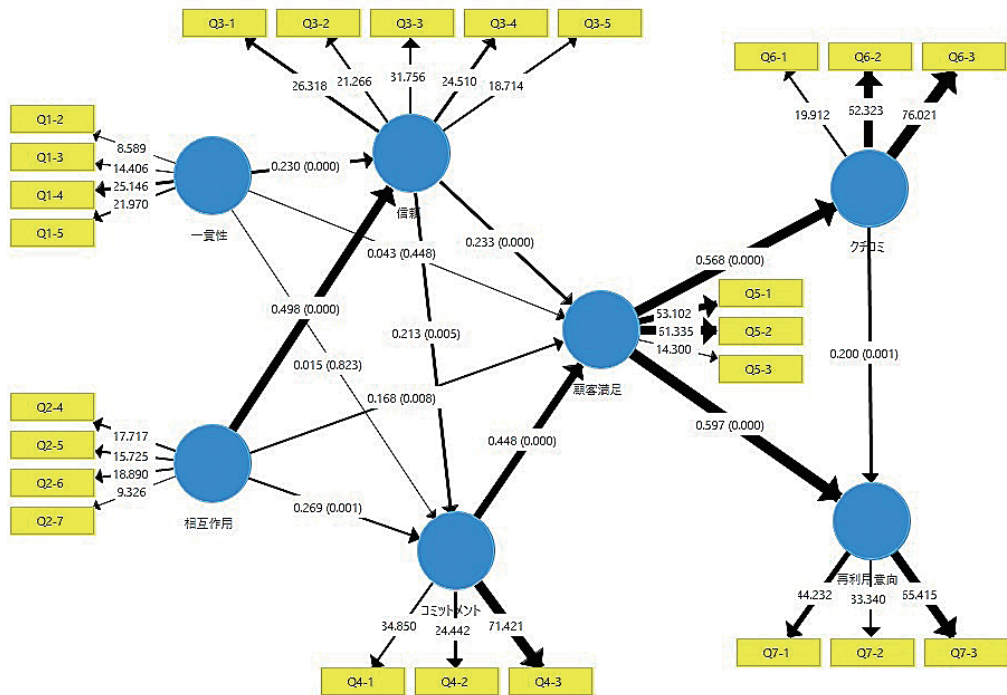 Q3-1
Q3-2
Q3-3
Q3-4
Q3-5
26.318
21.266
31.756
24.510
18.714
Q6-1
Q6-2
Q6-3
19.912
62.323
76.021
Q1-2
Q1-3
Q1-4
Q1-5
8.589
14.406
25.146
21.970
一貫性
0.230 (0.000)
信頼
クチコミ
0.043 (0.448)
0.233 (0.000)
0.568 (0.000)
0.498 (0.000)
0.015 (0.823)
0.213 (0.005)
Q5-1
Q5-2
Q5-3
53.102
61.335
14.300
0.200 (0.001)
顧客満足
0.168 (0.008)
0.448 (0.000)
0.597 (0.000)
Q2-4
Q2-5
Q2-6
Q2-7
17.717
15.725
18.890
9.326
相互作用
0.269 (0.001)
コミットメント
34.850
24.442
71.421
Q4-1
Q4-2
Q4-3
再利用意向
44.232
33.340
65.415
Q7-1
Q7-2
Q7-3